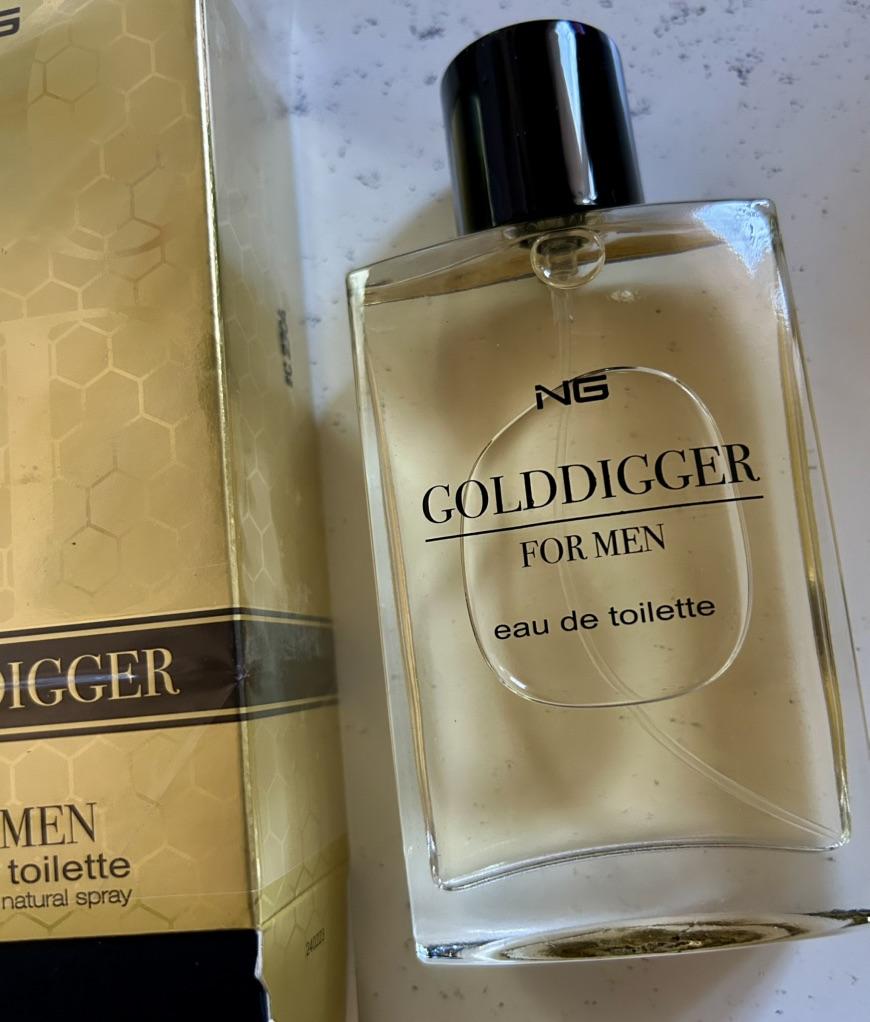 G
DIGGER
MEN
toilette
natural spray
NG
GOLDDIGGER
FOR MEN
eau de toilette